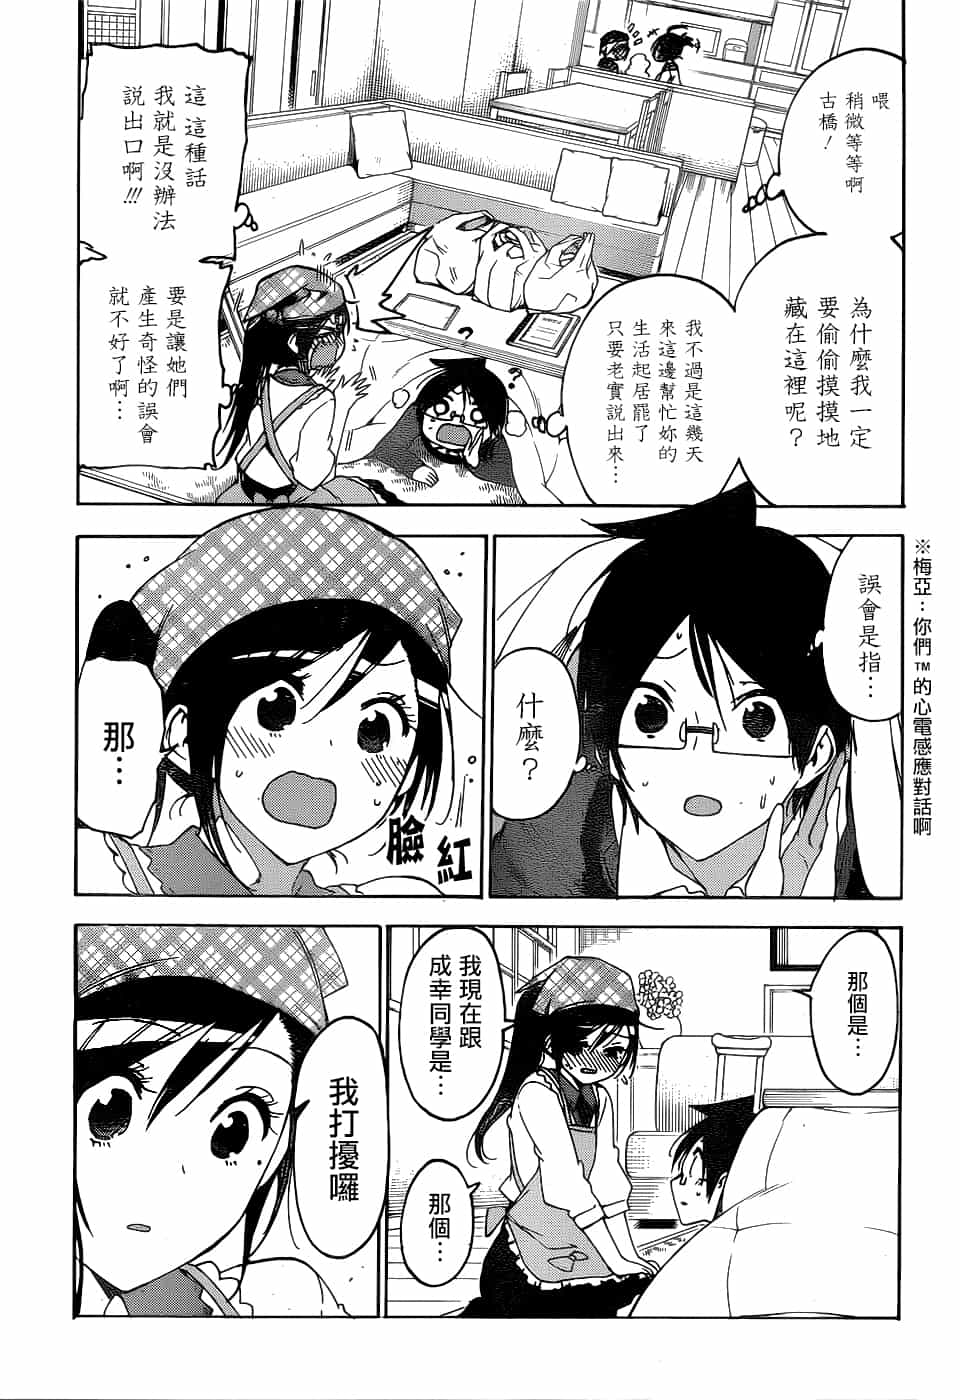 喂
稍微等等啊
古橋！
為什麼我一定
要偷偷摸摸地
藏在這裡呢？
我不過是這幾天
來這邊幫忙妳的
生活起居罷了
只要老實説出來…
這 這種話
我就是沒辦法
説出口啊!!!
要是讓她們
產生奇怪的誤會
就不好了啊…
※梅亞：你們™的心電感應對話啊
誤會是指…
什麼？
那…
臉紅
那個是…
我現在跟
成幸同學是…
那個…
我打擾囉